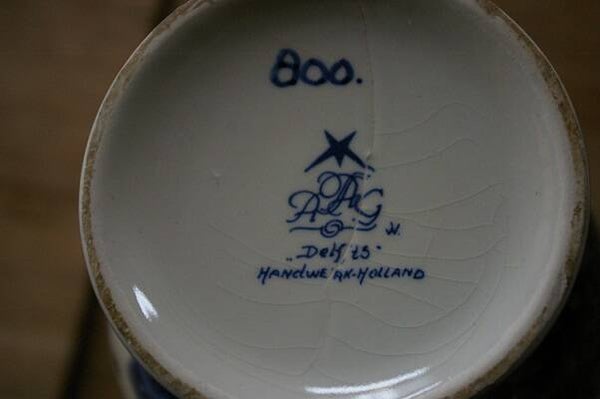 800.
W.
„Delfts"
HANDWERK-HOLLAND